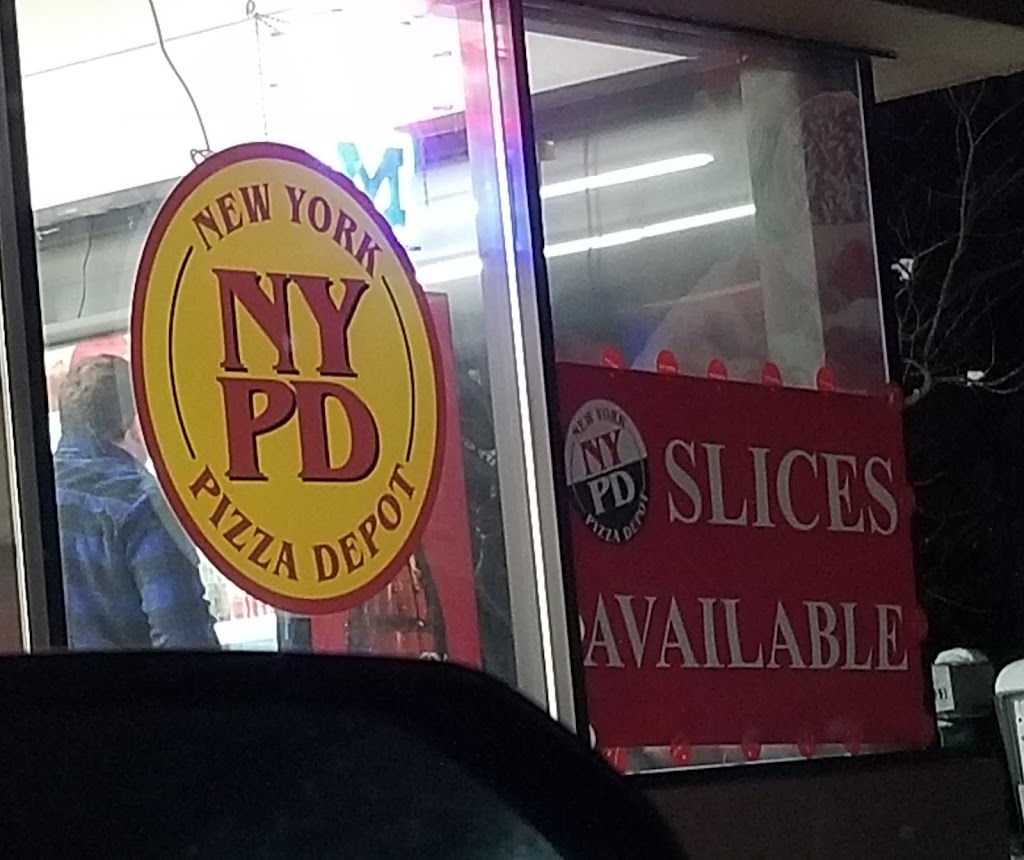 NEW YORK
NY
PD
PIZZA DEPOT
M
NEW YORK
NY
PD
PIZZA DEPOT
SLICES
AVAILABLE